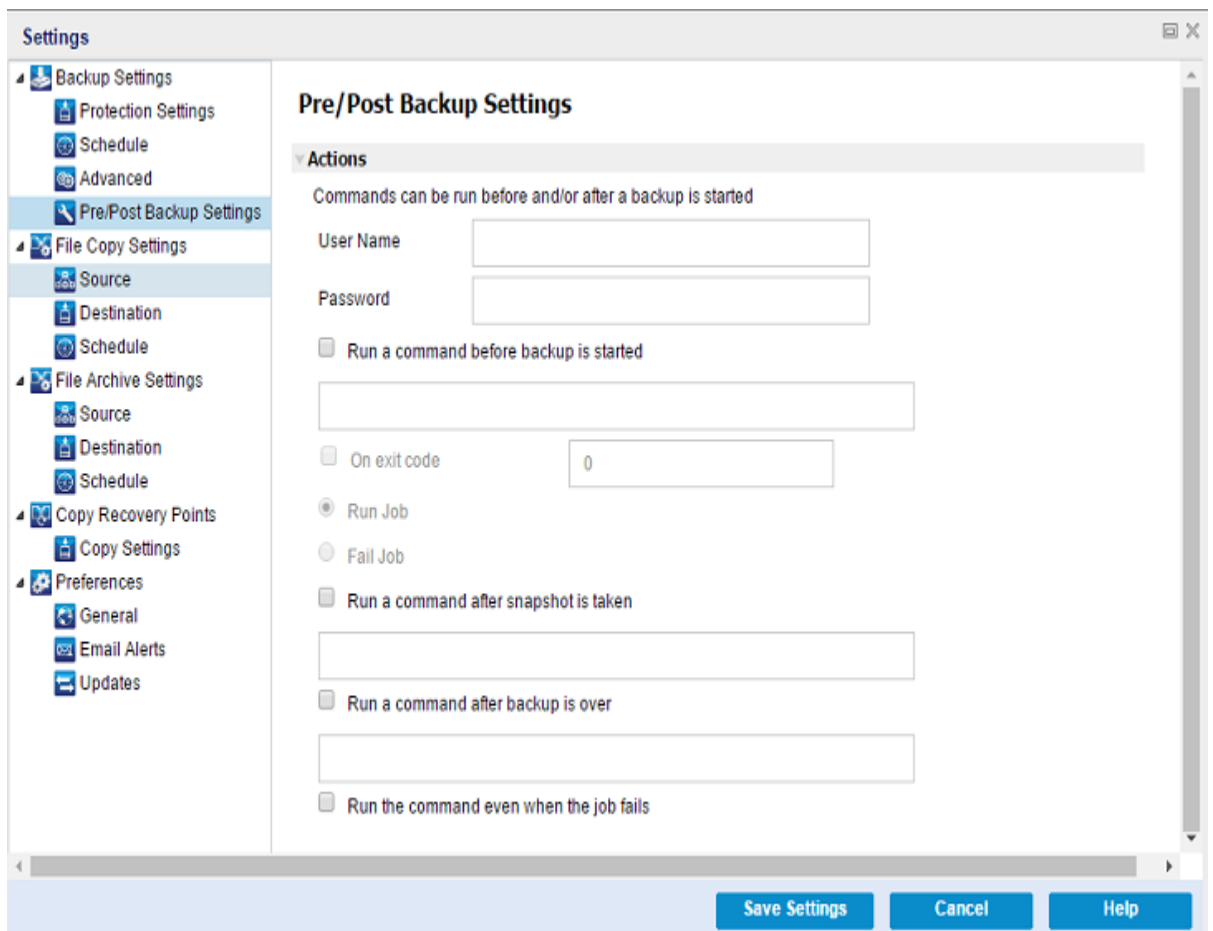 Settings
Backup Settings
Protection Settings
Schedule
Advanced
Pre/Post Backup Settings
File Copy Settings
Source
Destination
Schedule
File Archive Settings
Source
Destination
Schedule
Copy Recovery Points
Copy Settings
Preferences
General
Email Alerts
Updates
Pre/Post Backup Settings
Actions
Commands can be run before and/or after a backup is started
User Name
Password
Run a command before backup is started
On exit code 0
Run Job
Fail Job
Run a command after snapshot is taken
Run a command after backup is over
Run the command even when the job fails
Save Settings Cancel Help